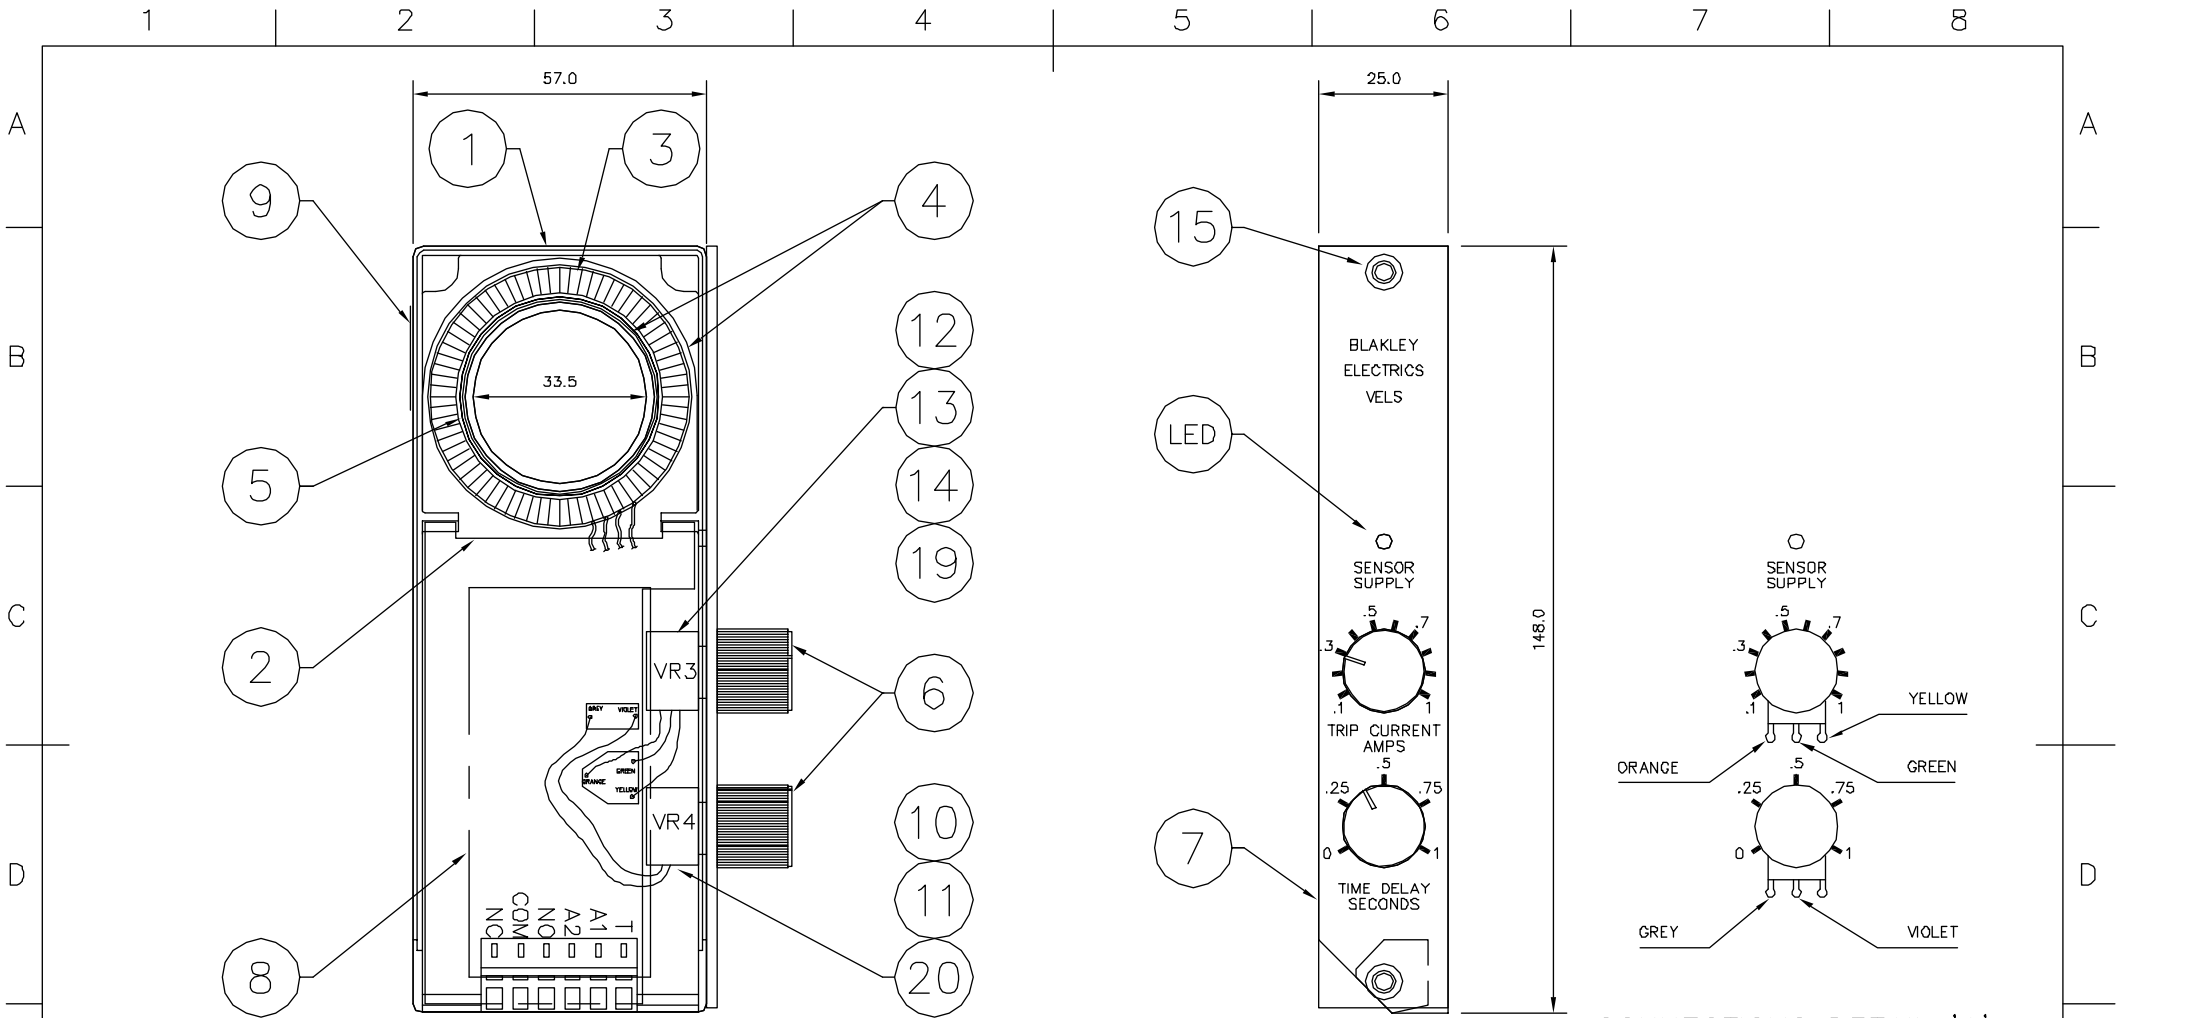 1 2 3 4 5 6 7 8
57.0
25.0
A
A
1
3
9
4
15
12
BLAKLEY
ELECTRICS
VELS
B
B
33.5
13
LED
5
14
19
SENSOR
SUPPLY
SENSOR
SUPPLY
.5
.3
.7
.1
1
.5
.3
.7
.1
1
148.0
C
C
2
VR3
6
YELLOW
GREY
VIOLET
TRIP CURRENT
AMPS
ORANGE
GREEN
GREEN
ORANGE
YELLOW
.5
.25
.75
0
1
.5
.25
.75
0
1
VR4
10
7
D
D
11
TIME DELAY
SECONDS
NC
COM
NO
A2
A1
T
GREY
VIOLET
8
20